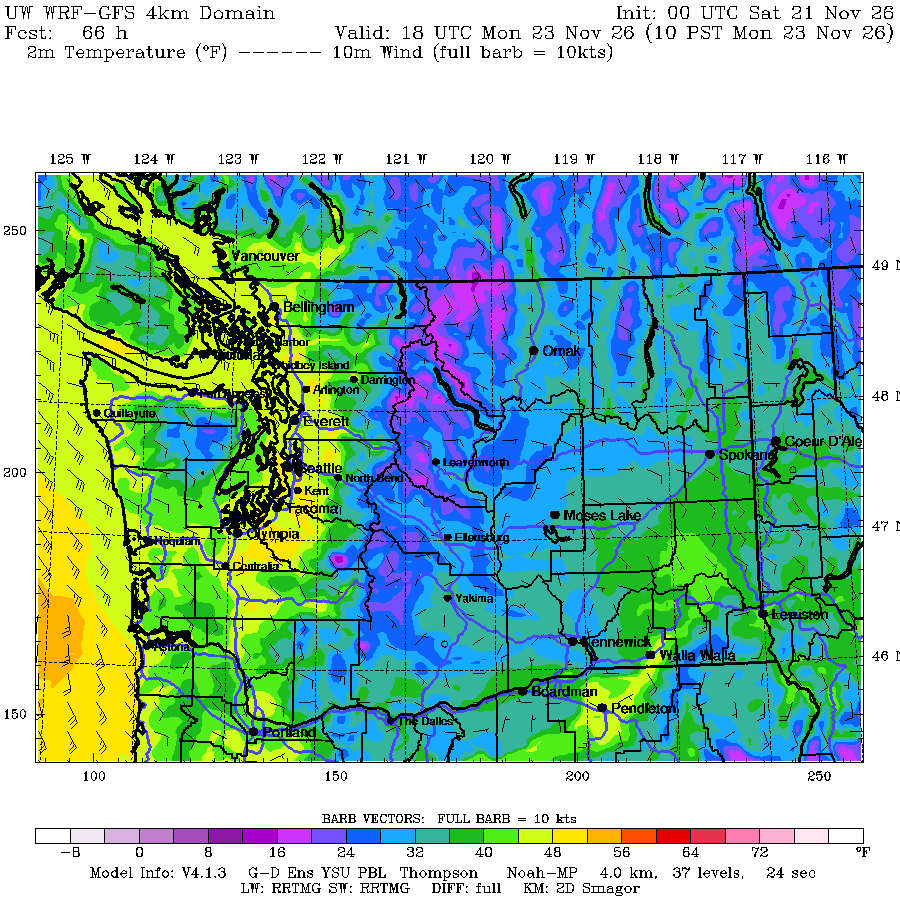 UW WRF-GFS 4km Domain Init: 00 UTC Sat 21 Nov 26
Fcst: 66 h Valid: 18 UTC Mon 23 Nov 26 (10 PST Mon 23 Nov 26)
2m Temperature (°F) ------ 10m Wind (full barb = 10kts)
125 W 124 W 123 W 122 W 121 W 120 W 119 W 118 W 117 W 116 W
250
Vancouver
49 N
Bellingham
Harbor
Omak
Whidbey Island
Darrington
Arlington
Port Angeles
48 N
Quillayute
Everett
Coeur D'Ale
Spokane
Leavenworth
200
Seattle
North Bend
Kent
Tacoma
Moses Lake
47 N
Olympia
Hoquiam
Ellensburg
Centralia
Yakima
Lewiston
Astoria
Kennewick
Walla Walla
46 N
Boardman
Pendleton
150
The Dalles
Portland
100 150 200 250
BARB VECTORS: FULL BARB = 10 kts
-8 0 8 16 24 32 40 48 56 64 72 °F
Model Info: V4.1.3 G-D Ens YSU PBL Thompson Noah-MP 4.0 km, 37 levels, 24 sec
LW: RRTMG SW: RRTMG DIFF: full KM: 2D Smagor